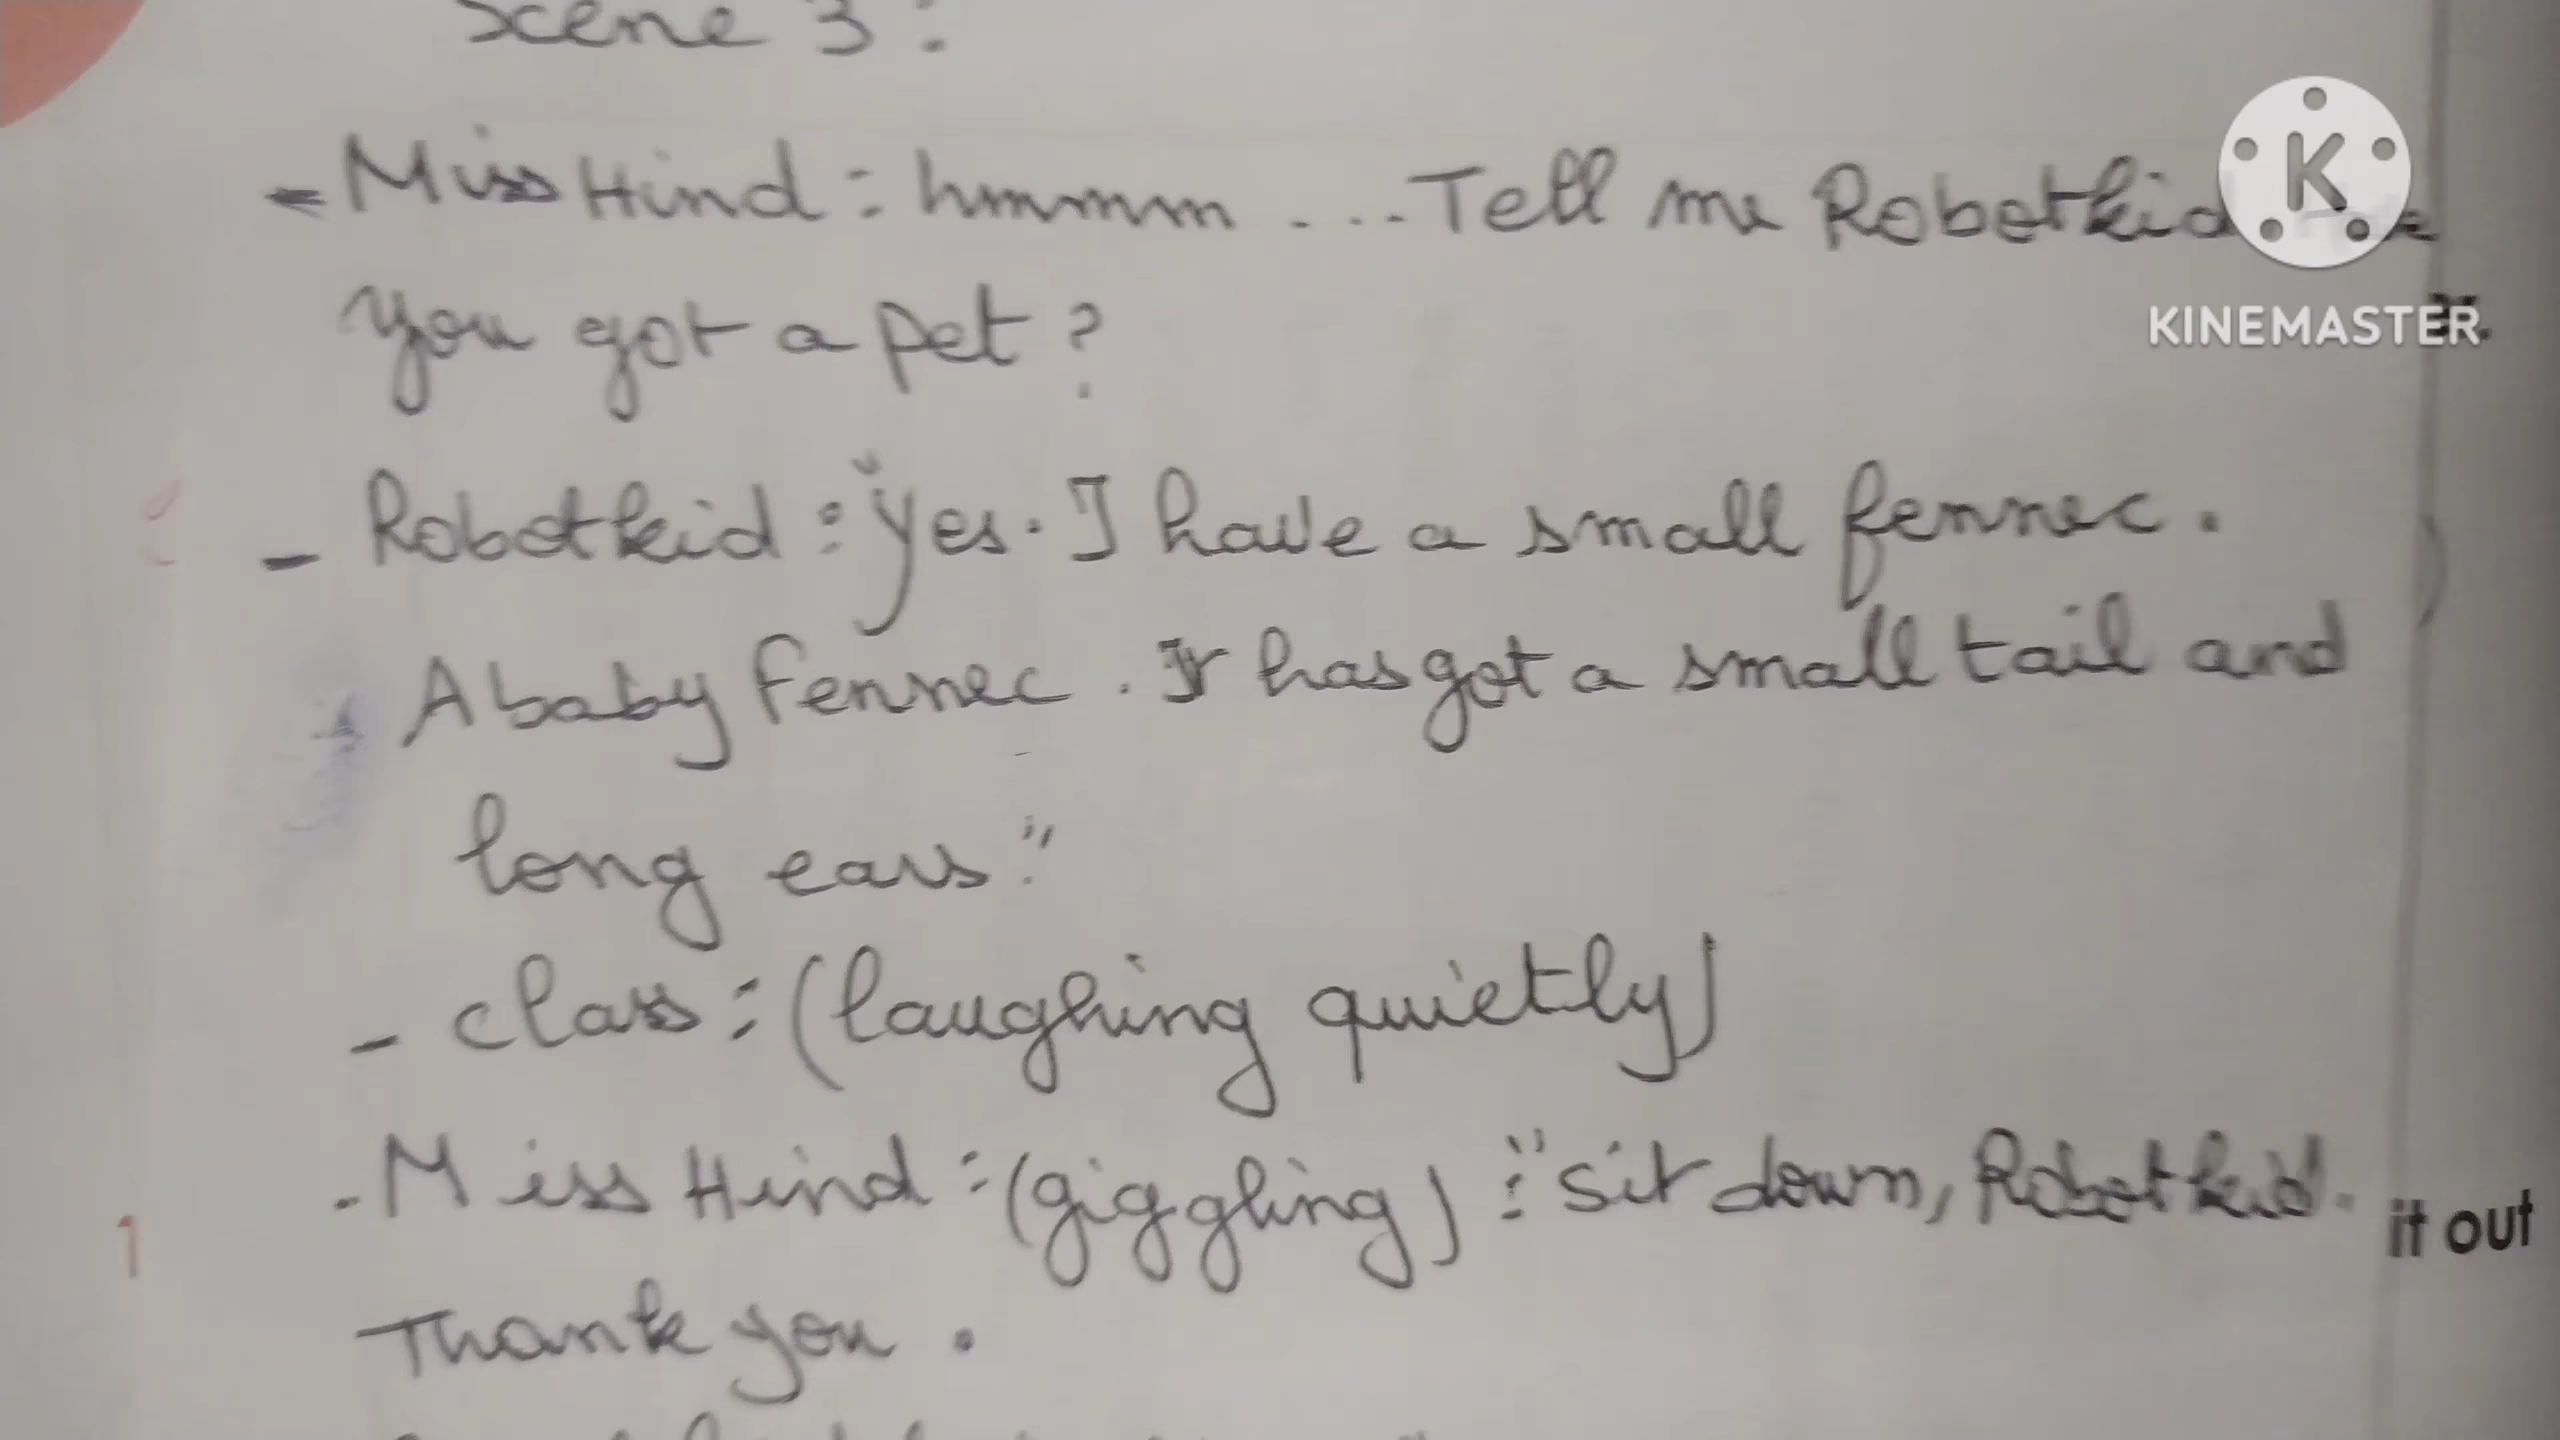 Scene 3 :
- Miss Hind : hmmmm .... Tell me Robotkid
you got a pet ?
- Robotkid : "yes. I have a small fennec.
A baby fennec. It has got a small tail and
long ears."
- class : (laughing quietly)
- Miss Hind : (giggling) : "sit down, Robotkid.
Thank you.
K
KINEMASTER
it out
1